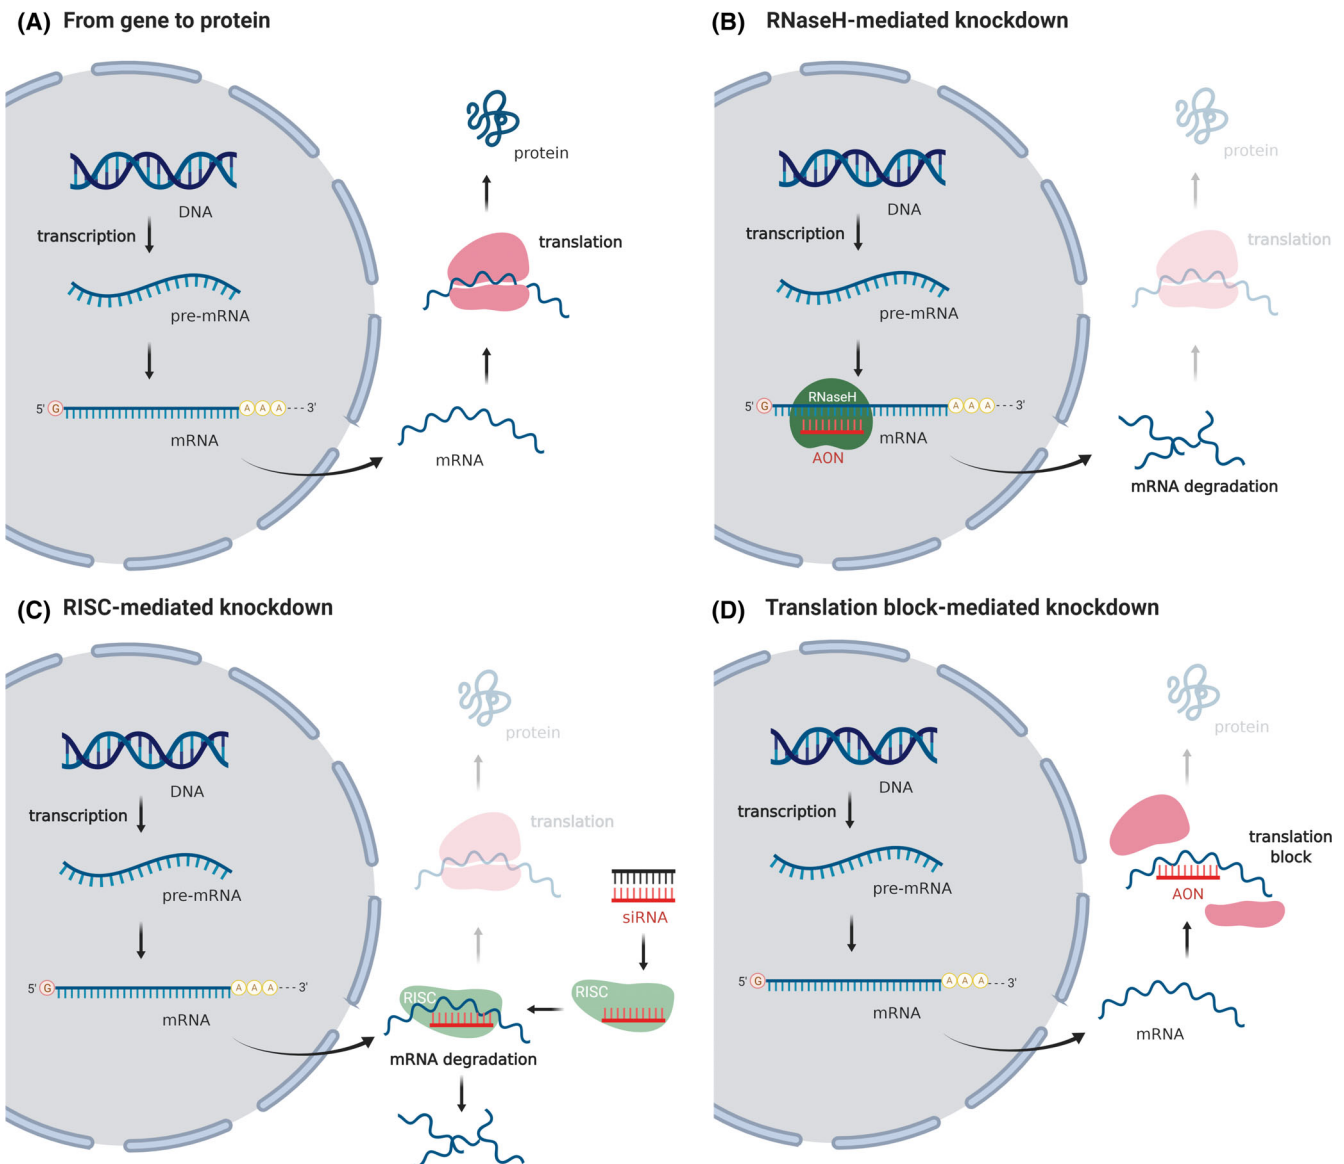 (A) From gene to protein
protein
DNA
transcription
translation
pre-mRNA
5' G A A A --- 3'
mRNA
mRNA
(B) RNaseH-mediated knockdown
protein
DNA
transcription
translation
pre-mRNA
RNaseH
5' G A A A --- 3'
mRNA
AON
mRNA degradation
(C) RISC-mediated knockdown
protein
DNA
transcription
translation
pre-mRNA
siRNA
5' G A A A --- 3'
RISC
RISC
mRNA
mRNA degradation
(D) Translation block-mediated knockdown
protein
DNA
transcription
translation
block
pre-mRNA
AON
5' G A A A --- 3'
mRNA
mRNA